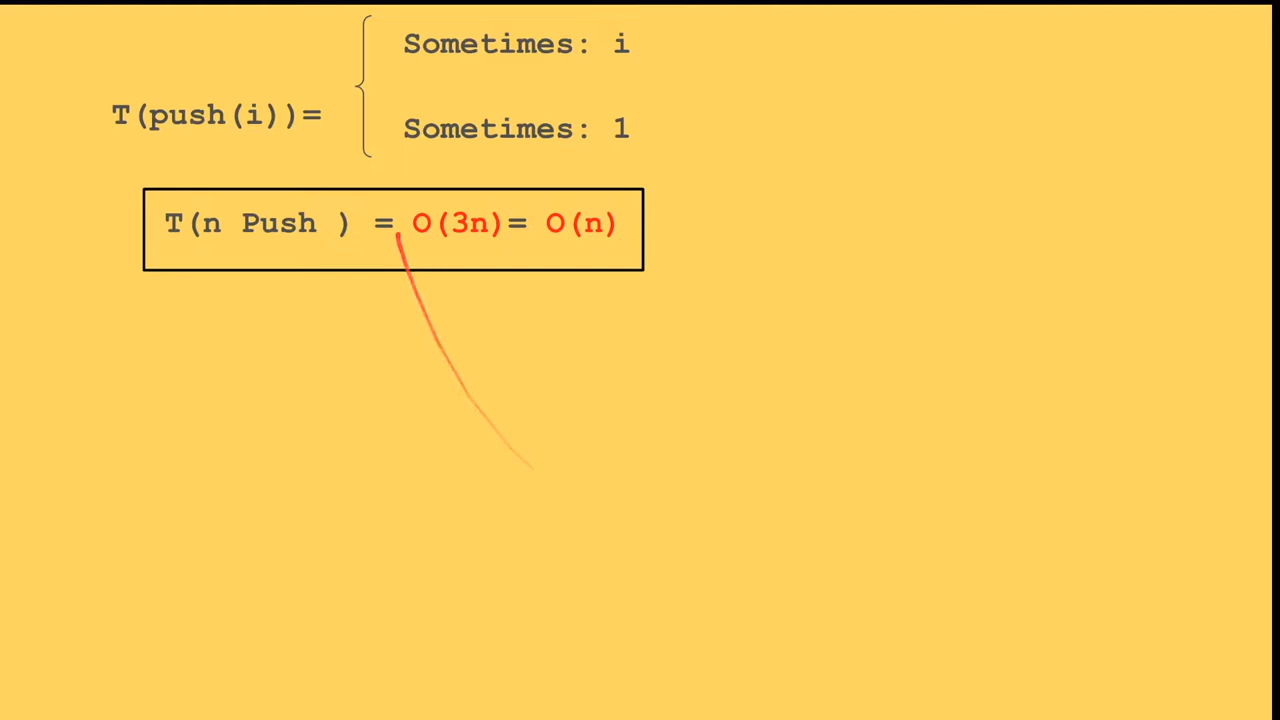 Sometimes: i
T(push(i))=
Sometimes: 1
T(n Push ) = O(3n)= O(n)